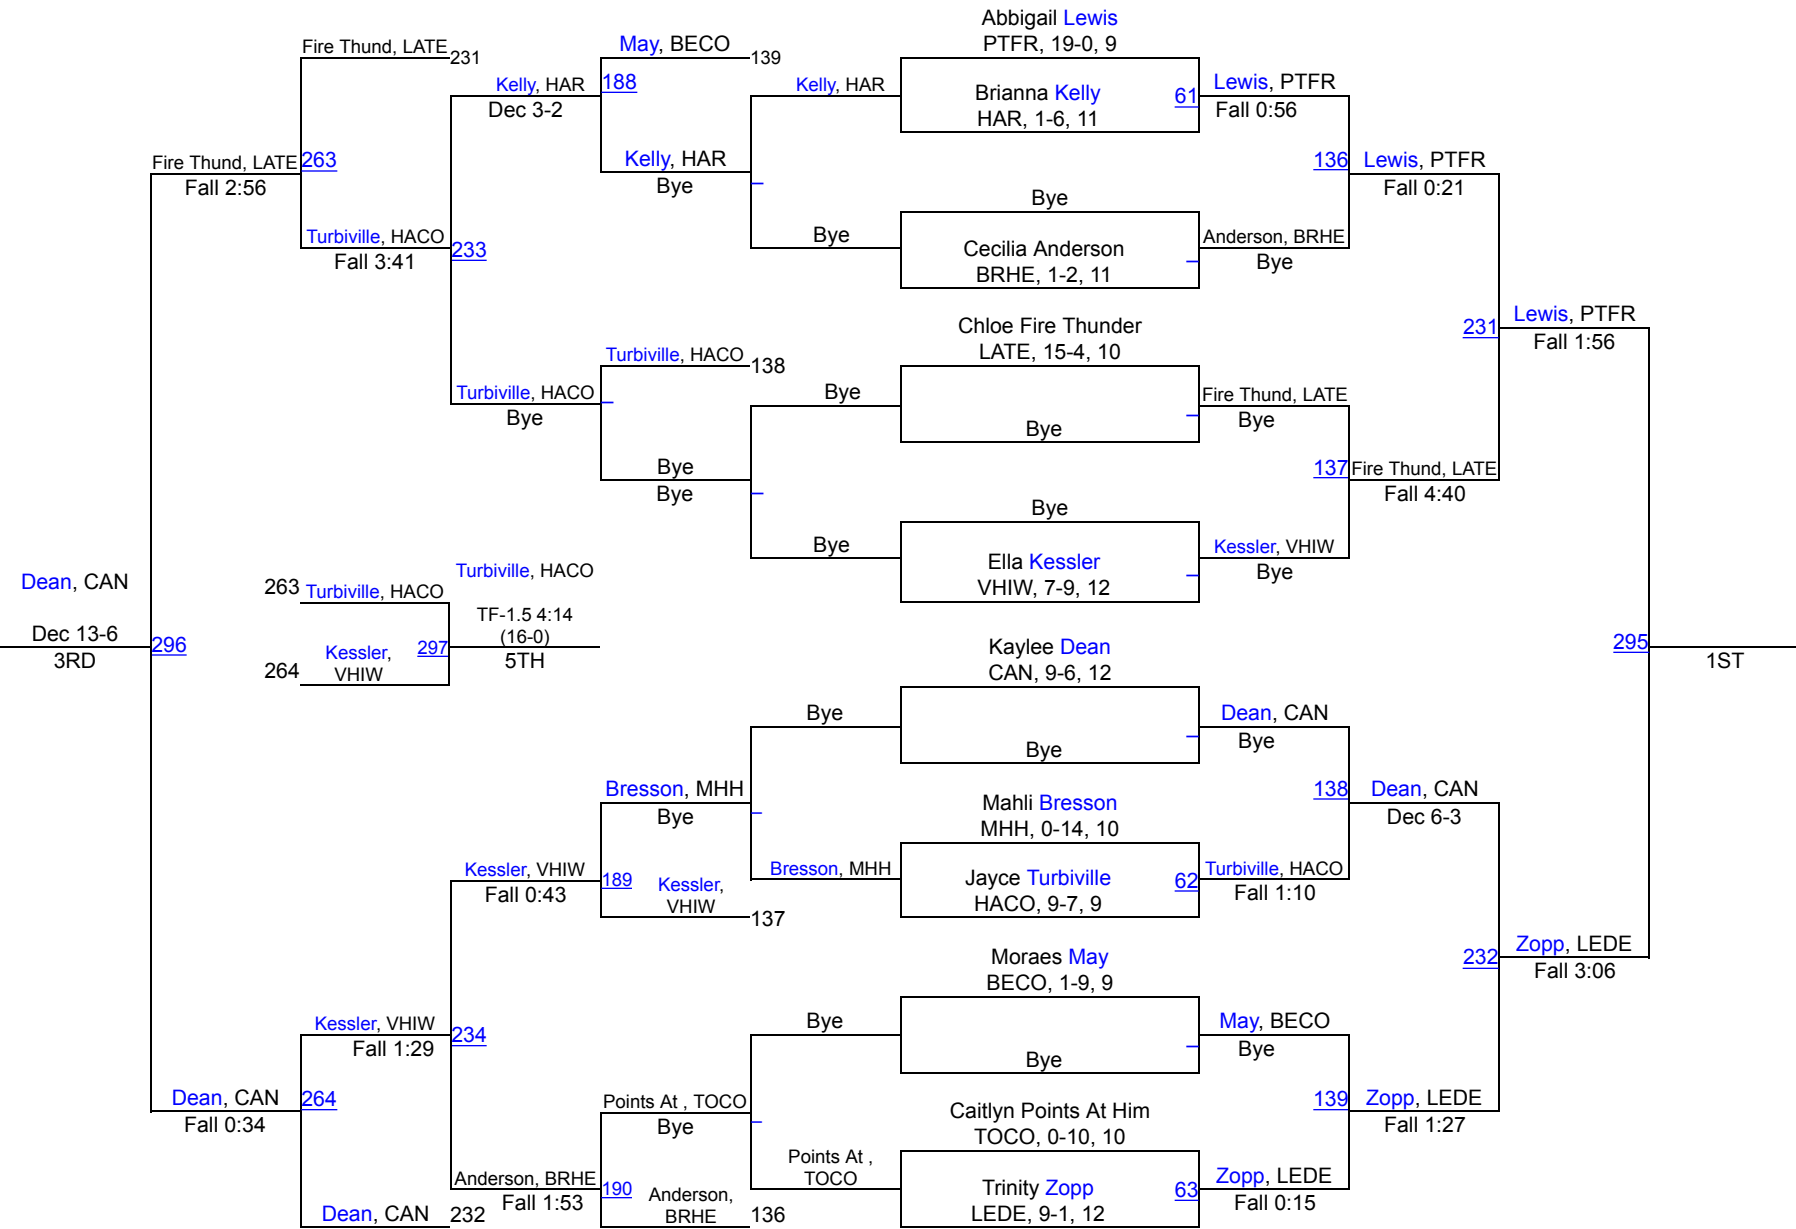 Abbigail Lewis
PTFR, 19-0, 9
Fire Thund, LATE
231
May, BECO
139
Kelly, HAR
188
Dec 3-2
Kelly, HAR
Brianna Kelly
HAR, 1-6, 11
61
Lewis, PTFR
Fall 0:56
Fire Thund, LATE
263
Fall 2:56
Kelly, HAR
Bye
136
Lewis, PTFR
Fall 0:21
Bye
Turbiville, HACO
233
Fall 3:41
Bye
Cecilia Anderson
BRHE, 1-2, 11
Anderson, BRHE
Bye
Chloe Fire Thunder
LATE, 15-4, 10
231
Lewis, PTFR
Fall 1:56
Turbiville, HACO
138
Turbiville, HACO
Bye
Bye
Bye
Fire Thund, LATE
Bye
Bye
Bye
137
Fire Thund, LATE
Fall 4:40
Bye
Bye
Ella Kessler
VHIW, 7-9, 12
Kessler, VHIW
Bye
Dean, CAN
Dec 13-6
3RD
296
263
Turbiville, HACO
Turbiville, HACO
TF-1.5 4:14
(16-0)
5TH
264
Kessler,
VHIW
297
Kaylee Dean
CAN, 9-6, 12
295
1ST
Bye
Bye
Dean, CAN
Bye
Bresson, MHH
Bye
Mahli Bresson
MHH, 0-14, 10
138
Dean, CAN
Dec 6-3
Kessler, VHIW
Fall 0:43
189
Kessler,
VHIW
137
Bresson, MHH
Jayce Turbiville
HACO, 9-7, 9
62
Turbiville, HACO
Fall 1:10
Moraes May
BECO, 1-9, 9
232
Zopp, LEDE
Fall 3:06
Kessler, VHIW
Fall 1:29
234
Bye
Bye
May, BECO
Bye
Dean, CAN
Fall 0:34
264
Points At , TOCO
Bye
Caitlyn Points At Him
TOCO, 0-10, 10
139
Zopp, LEDE
Fall 1:27
Anderson, BRHE
Fall 1:53
190
Anderson,
BRHE
136
Points At ,
TOCO
Trinity Zopp
LEDE, 9-1, 12
63
Zopp, LEDE
Fall 0:15
Dean, CAN
232